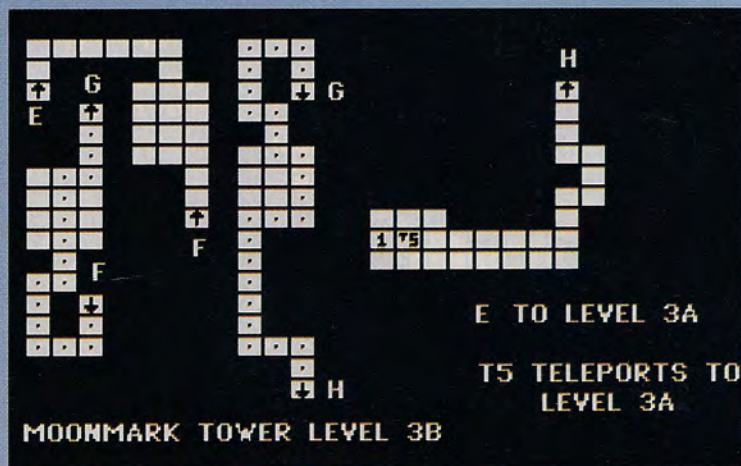 G
E
F
F
G
H
H
1 T5
E TO LEVEL 3A
T5 TELEPORTS TO
LEVEL 3A
MOONMARK TOWER LEVEL 3B